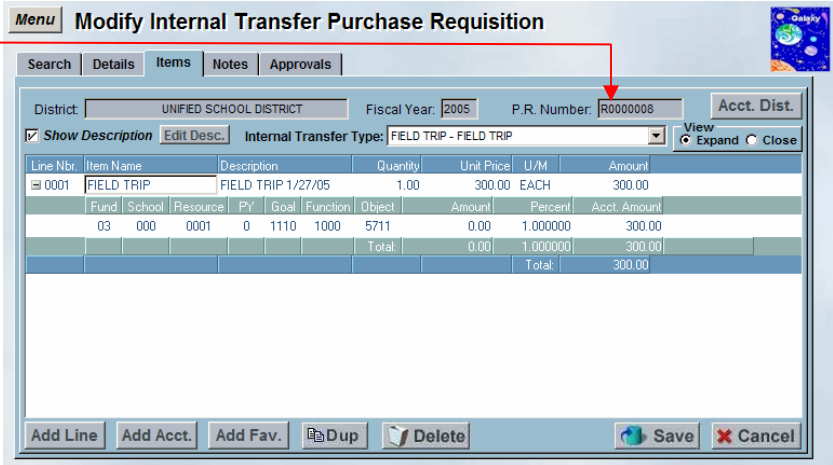 Menu Modify Internal Transfer Purchase Requisition Galaxy
Search Details Items Notes Approvals
District: UNIFIED SCHOOL DISTRICT Fiscal Year: 2005 P.R. Number: R0000008 Acct. Dist.
Show Description Edit Desc. Internal Transfer Type: FIELD TRIP - FIELD TRIP View Expand Close
Line Nbr. Item Name Description Quantity Unit Price U/M Amount
0001 FIELD TRIP FIELD TRIP 1/27/05 1.00 300.00 EACH 300.00
Fund School Resource PY Goal Function Object Amount Percent Acct. Amount
03 000 0001 0 1110 1000 5711 0.00 1.000000 300.00
Total: 0.00 1.000000 300.00
Total: 300.00
Add Line Add Acct. Add Fav. Dup Delete Save Cancel